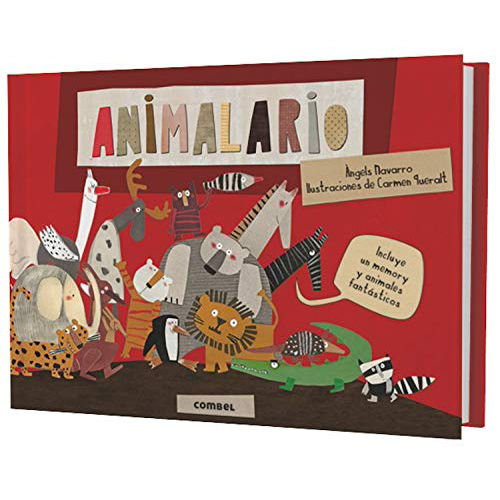 ANIMALARIO
Àngels Navarro
Ilustraciones de Carmen Queralt
Incluye
un memory
y animales
fantásticos
COMBEL